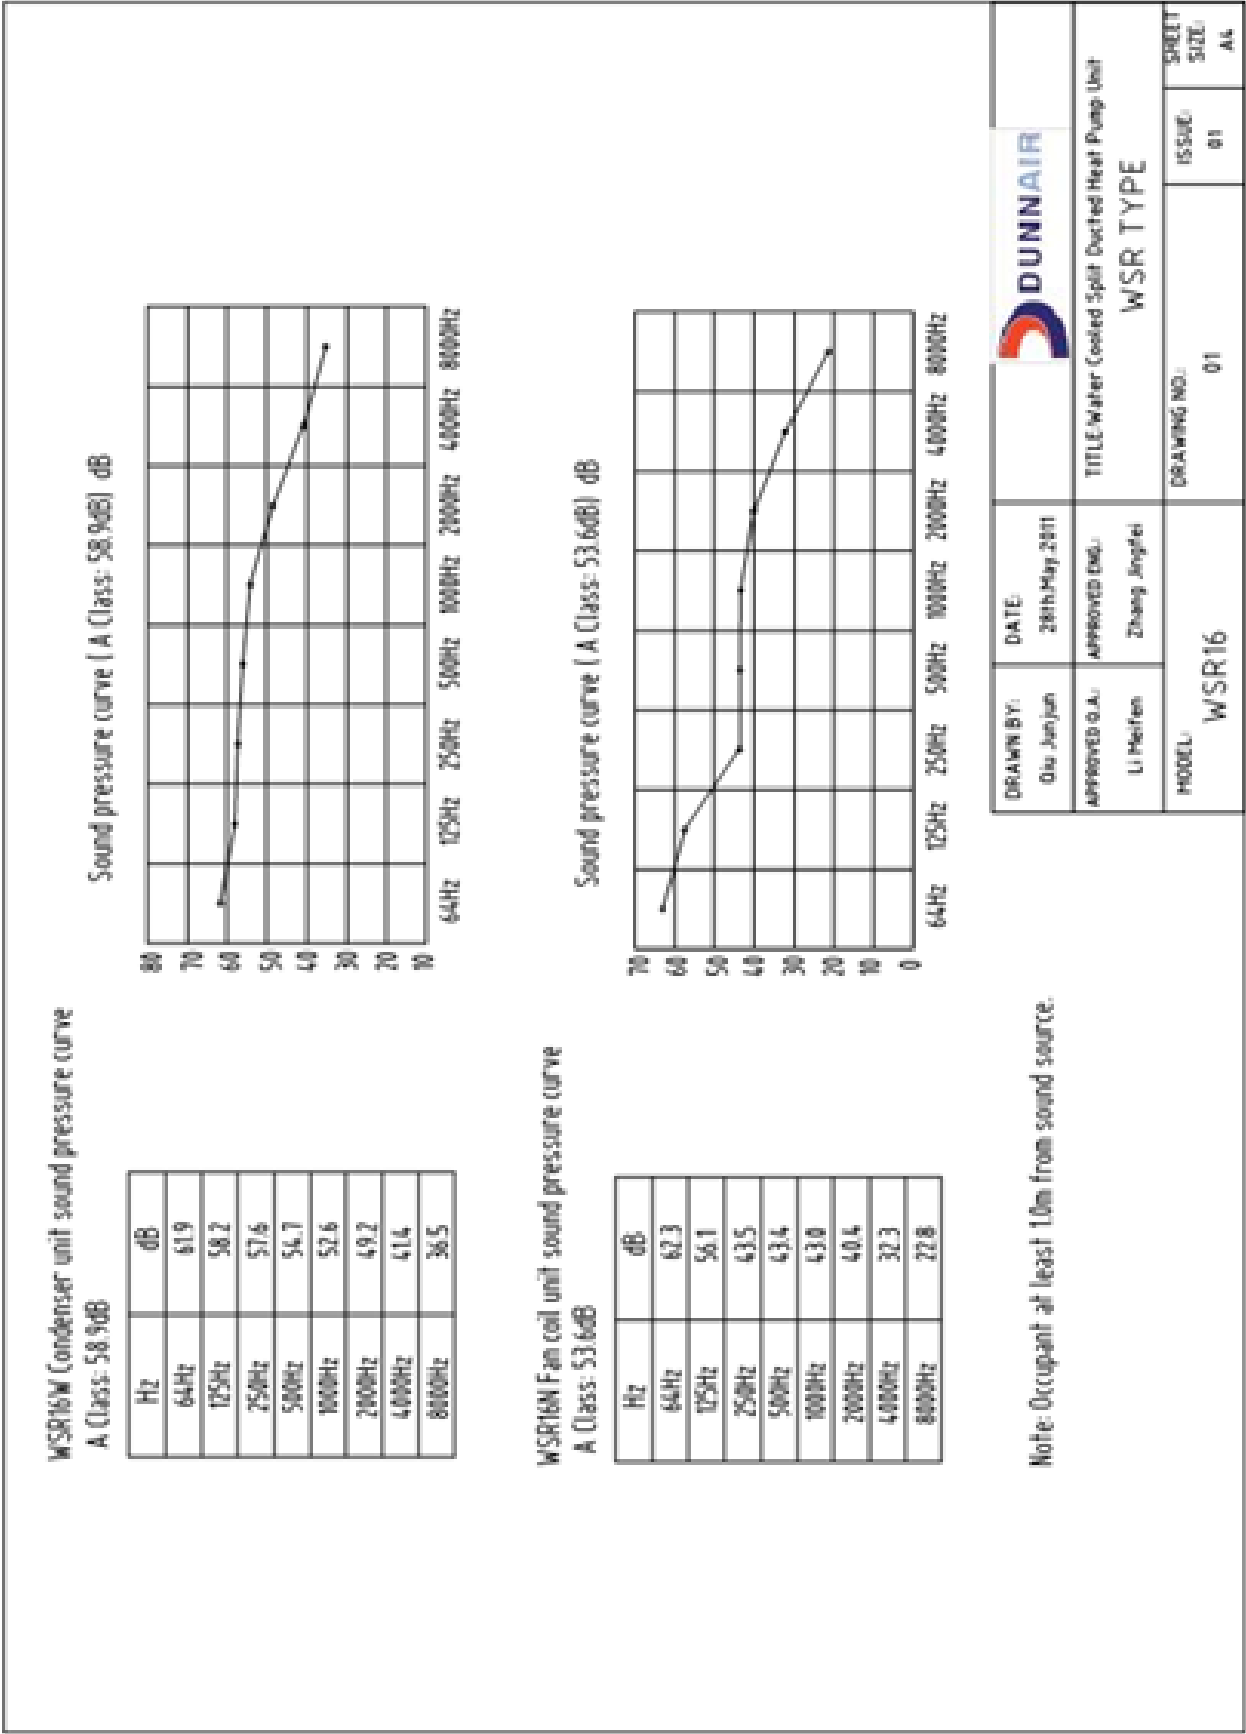 WSR16W Condenser unit sound pressure curve
A Class: 58.9dB
Hz dB
64Hz 61.9
125Hz 58.2
250Hz 57.6
500Hz 54.7
1000Hz 52.6
2000Hz 49.2
4000Hz 41.4
8000Hz 36.5
Sound pressure curve ( A Class: 58.9dB) dB
80
70
60
50
40
30
20
10
64Hz 125Hz 250Hz 500Hz 1000Hz 2000Hz 4000Hz 8000Hz
WSR16N Fan coil unit sound pressure curve
A Class: 53.6dB
Hz dB
64Hz 62.3
125Hz 56.1
250Hz 43.5
500Hz 43.4
1000Hz 43.0
2000Hz 40.4
4000Hz 32.3
8000Hz 22.8
Sound pressure curve ( A Class: 53.6dB) dB
70
60
50
40
30
20
10
0
64Hz 125Hz 250Hz 500Hz 1000Hz 2000Hz 4000Hz 8000Hz
Note: Occupant at least 1.0m from sound source.
DRAWN BY: DATE:
Qiu Junjun 28th.May.2011
DUNNAIR
APPROVED Q.A.: APPROVED ENG.:
Li Meifen Zhang Jingfei
TITLE:Water Cooled Split Ducted Heat Pump Unit
WSR TYPE
MODEL:
WSR16
DRAWING NO.:
01
ISSUE:
01
SHEET
SIZE:
A4